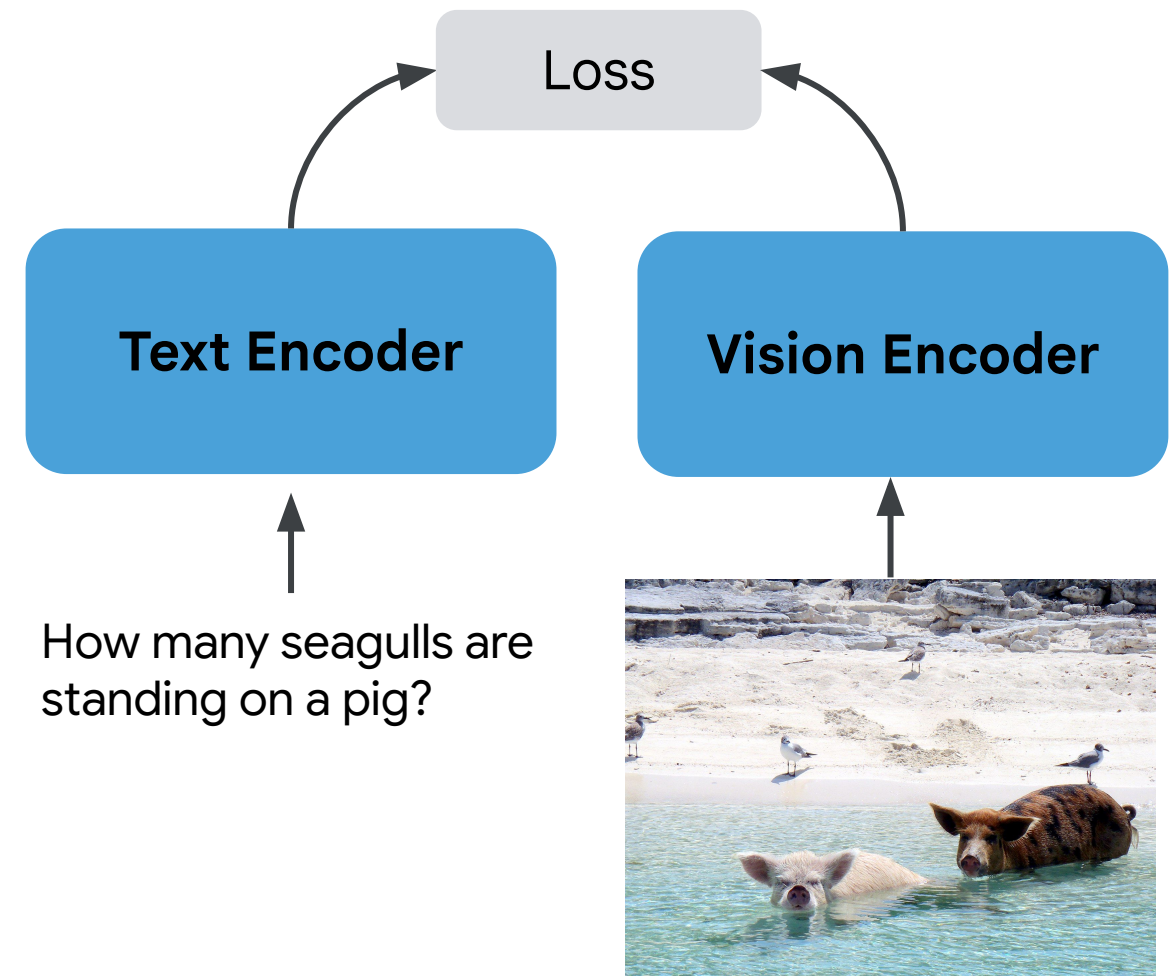 Loss
Text Encoder
Vision Encoder
How many seagulls are
standing on a pig?